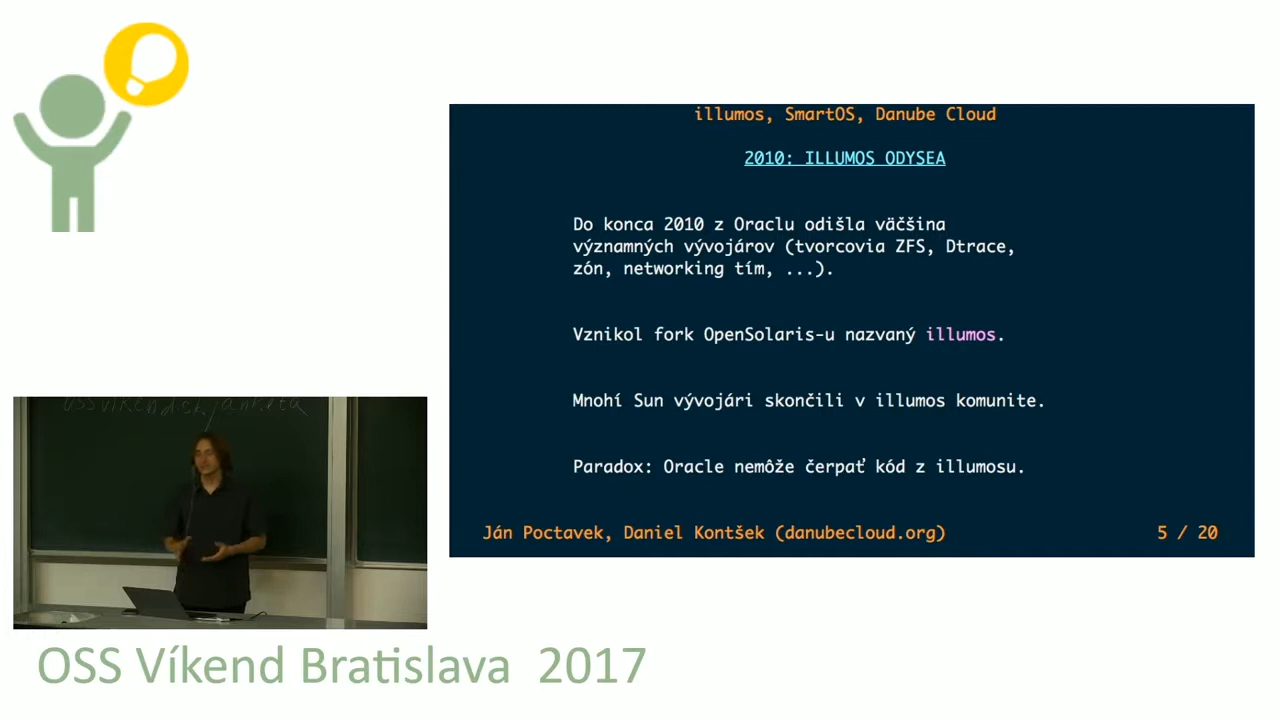 illumos, SmartOS, Danube Cloud
2010: ILLUMOS ODYSEA
Do konca 2010 z Oraclu odišla väčšina
významných vývojárov (tvorcovia ZFS, Dtrace,
zón, networking tím, ...).
Vznikol fork OpenSolaris-u nazvaný illumos.
Mnohí Sun vývojári skončili v illumos komunite.
Paradox: Oracle nemôže čerpať kód z illumosu.
Ján Poctavek, Daniel Kontšek (danubecloud.org)
5 / 20
OSS Víkend Bratislava 2017